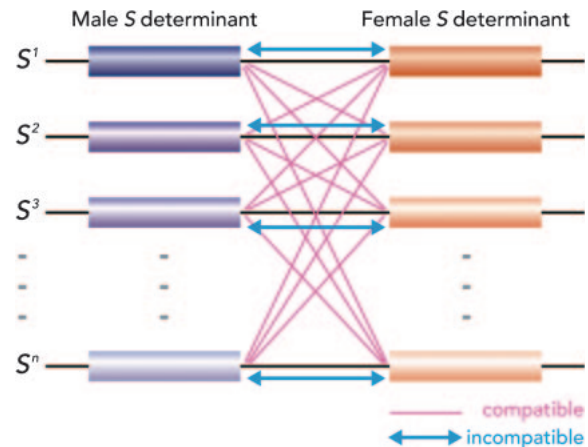 Male S determinant Female S determinant
S¹
S²
S³
Sⁿ
compatible
incompatible